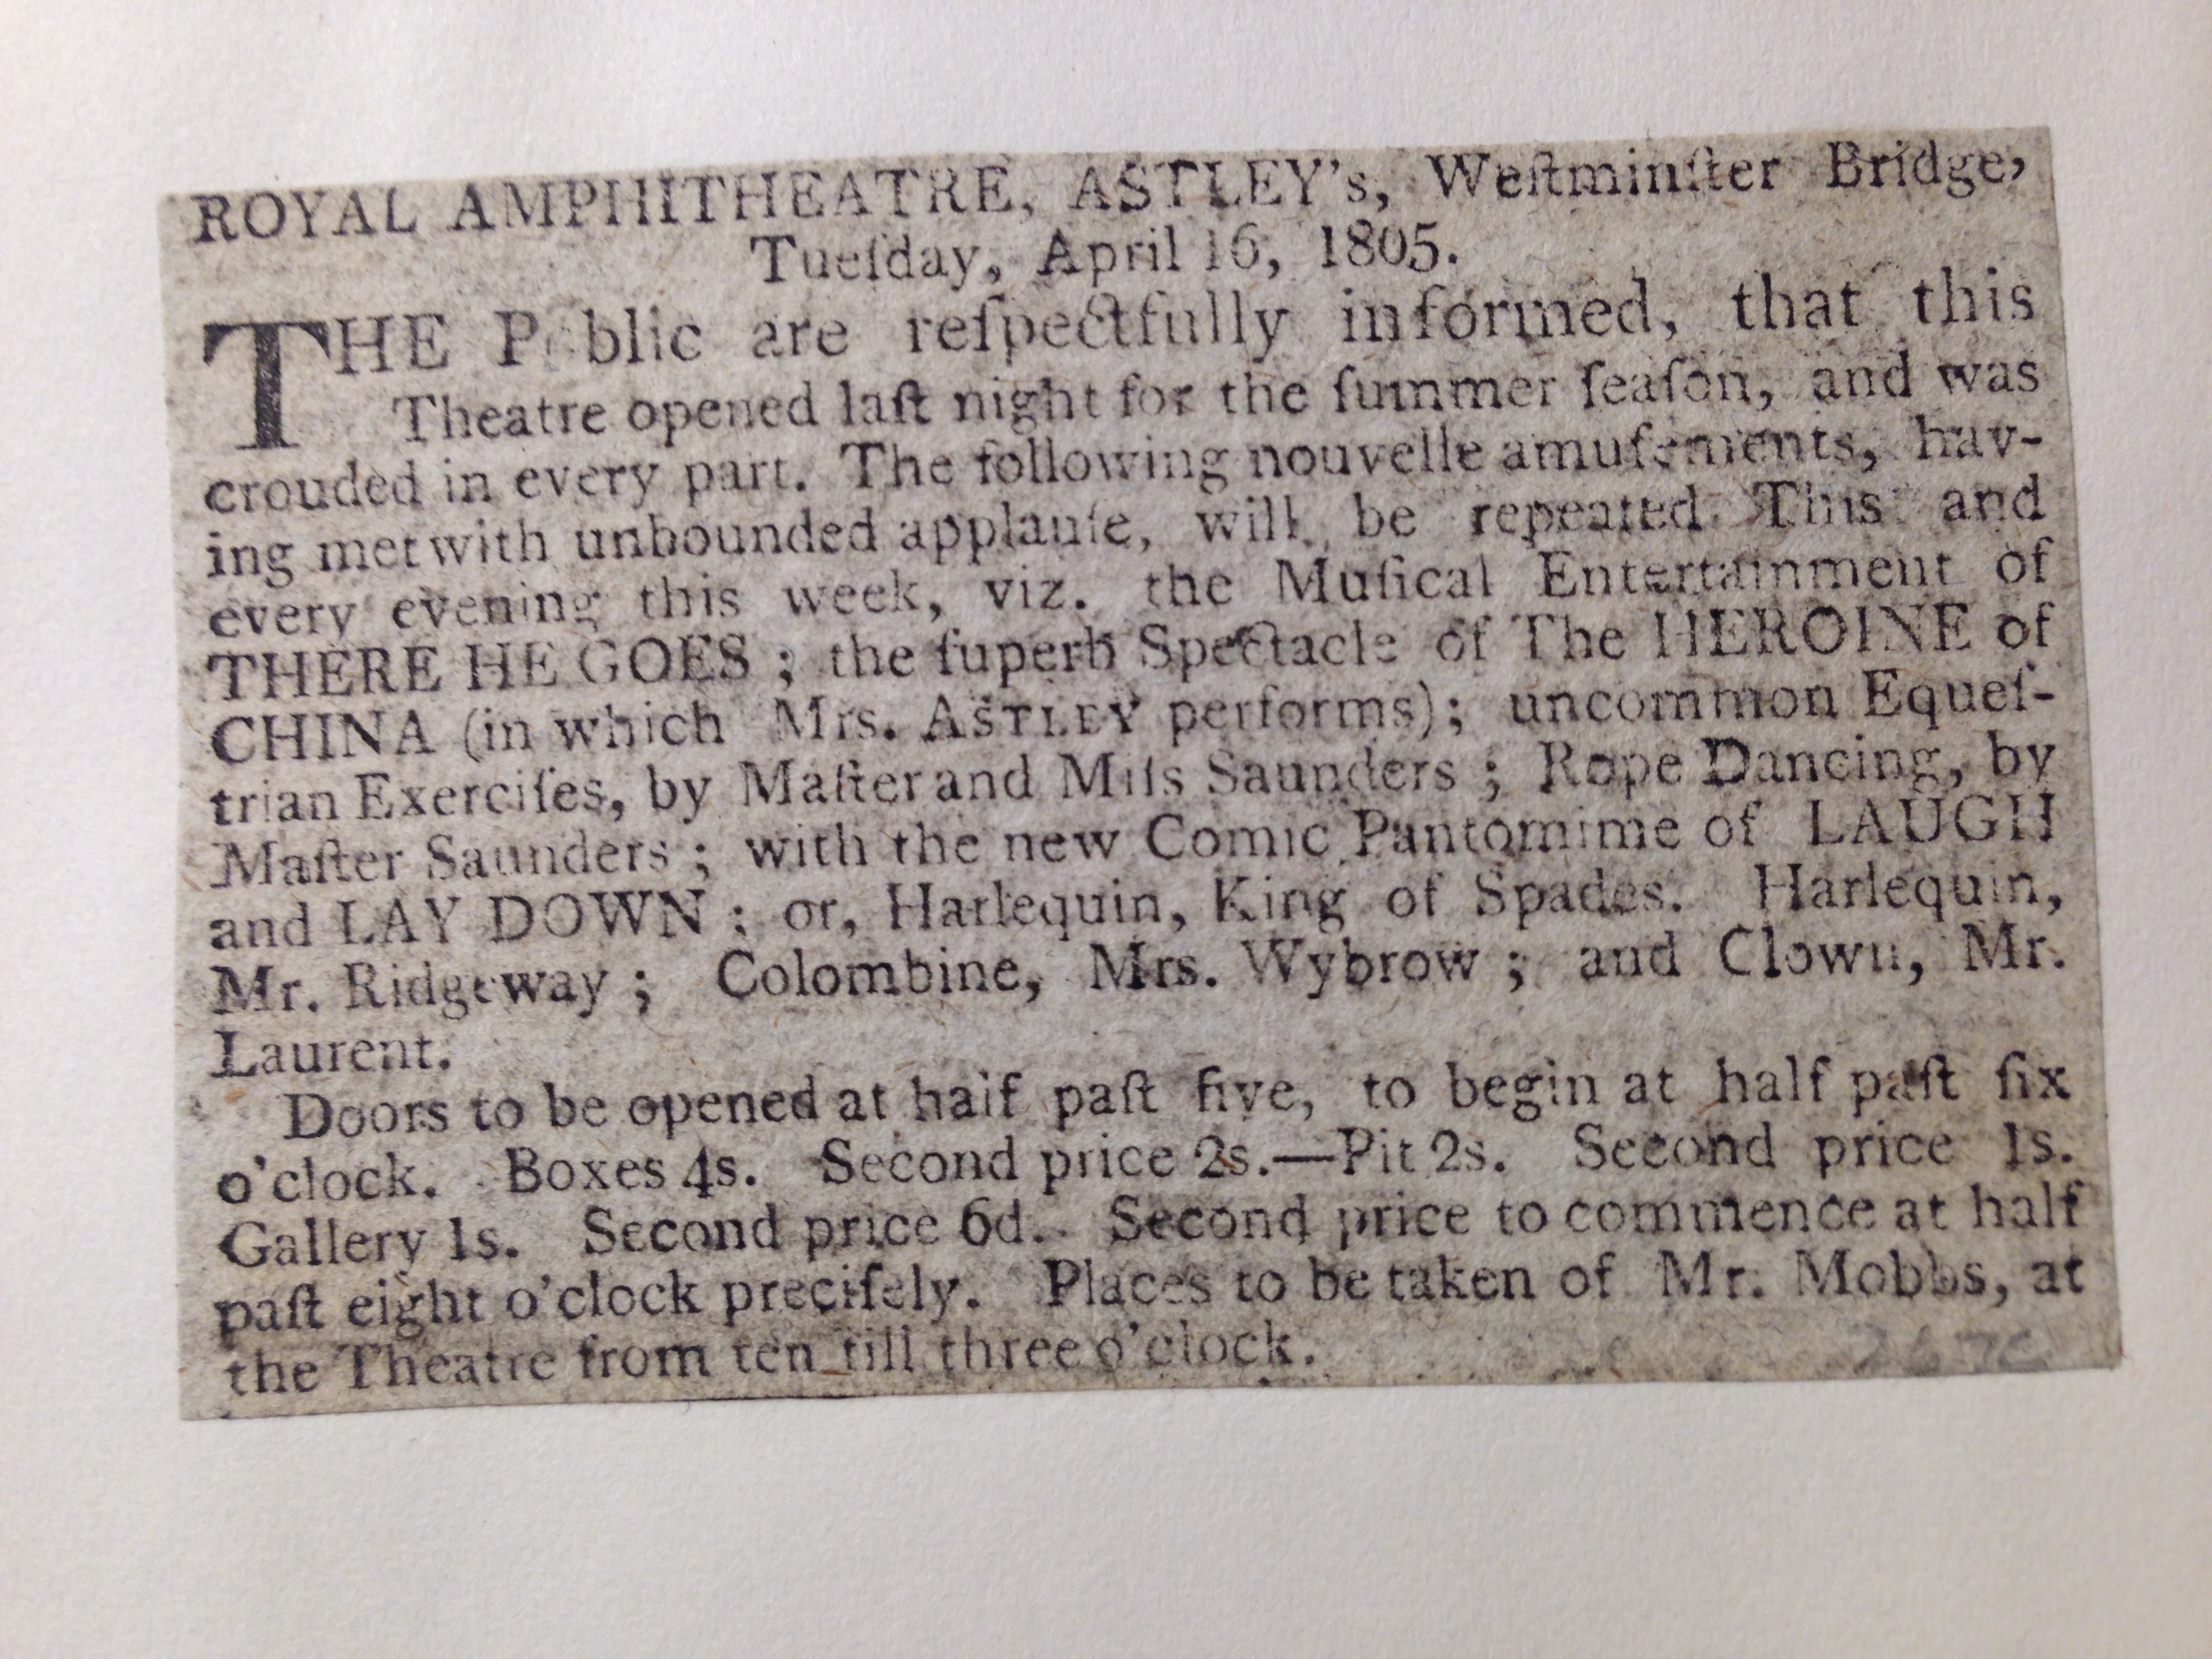 ROYAL AMPHITHEATRE, ASTLEY's, Weſtminſter Bridge,
Tueſday, April 16, 1805.
THE P blic are reſpectfully informed, that this
Theatre opened laſt night for the ſummer ſeaſon, and was
crouded in every part. The following nouvelle amuſements, hav-
ing met with unbounded applauſe, will be repeated This and
every evening this week, viz. the Muſical Entertainment of
THERE HE GOES ; the ſuperb Spectacle of The HEROINE of
CHINA (in which Mrs. ASTLEY performs); uncommon Equeſ-
trian Exerciſes, by Maſter and Miſs Saunders ; Rope Dancing, by
Maſter Saunders ; with the new Comic Pantomime of LAUGH
and LAY DOWN ; or, Harlequin, King of Spades. Harlequin,
Mr. Ridgeway ; Colombine, Mrs. Wybrow ; and Clown, Mr.
Laurent.
Doors to be opened at half paſt five, to begin at half paſt ſix
o'clock. Boxes 4s. Second price 2s.—Pit 2s. Second price 1s.
Gallery 1s. Second price 6d. Second price to commence at half
paſt eight o'clock preciſely. Places to be taken of Mr. Mobbs, at
the Theatre from ten till three o'clock.